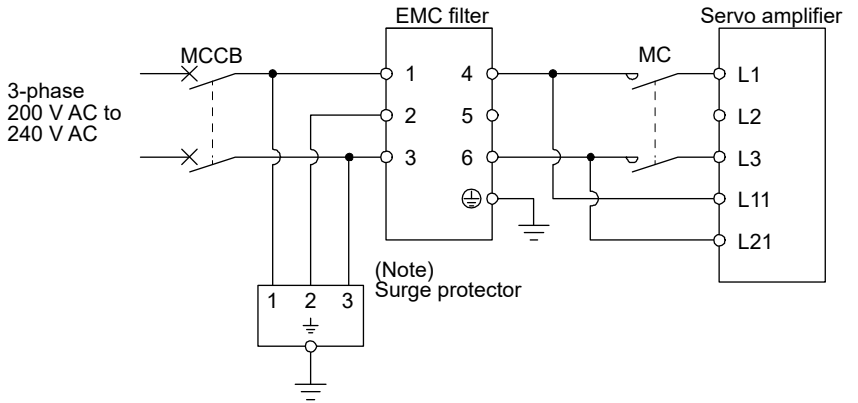 EMC filter
Servo amplifier
MCCB
MC
3-phase
200 V AC to
240 V AC
1
4
L1
2
5
L2
3
6
L3
L11
L21
(Note)
Surge protector
1 2 3